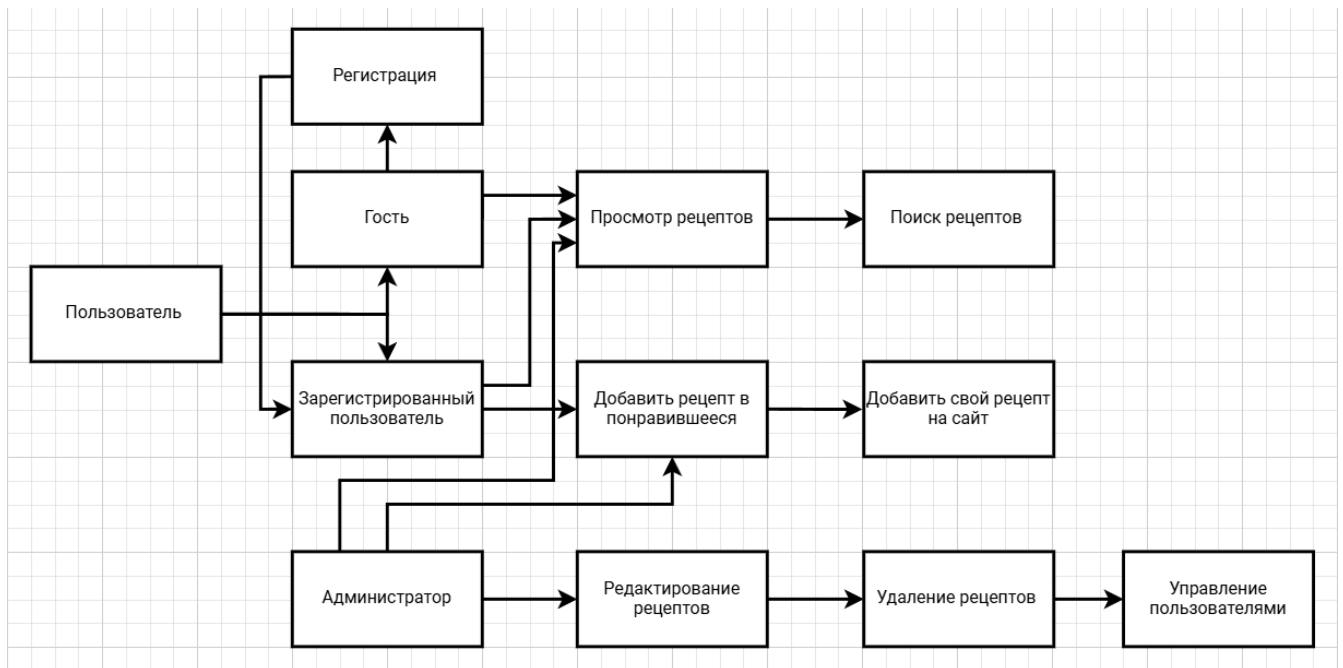 Регистрация
Гость
Просмотр рецептов
Поиск рецептов
Пользователь
Зарегистрированный
пользователь
Добавить рецепт в
понравившееся
Добавить свой рецепт
на сайт
Администратор
Редактирование
рецептов
Удаление рецептов
Управление
пользователями